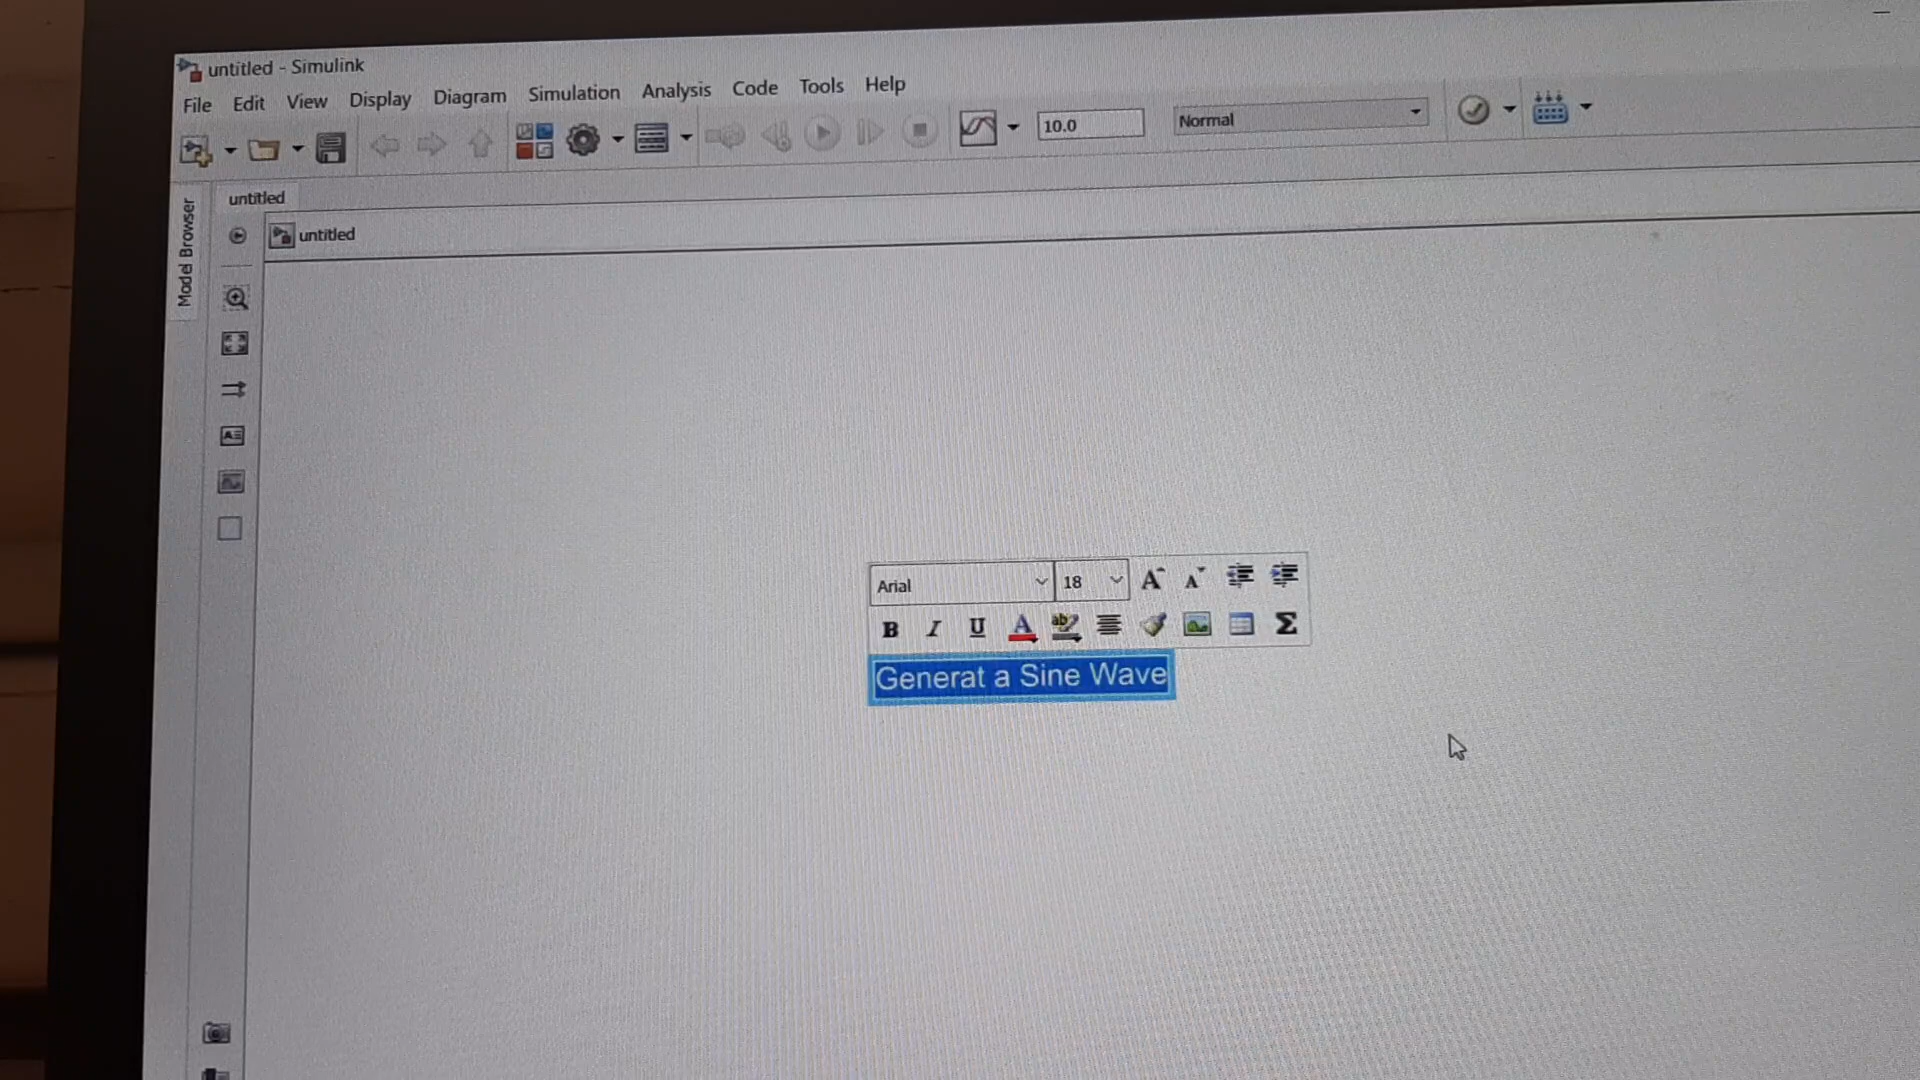 untitled - Simulink
File Edit View Display Diagram Simulation Analysis Code Tools Help
10.0 Normal
untitled
untitled
Model Browser
Arial 18
B I U
Generat a Sine Wave